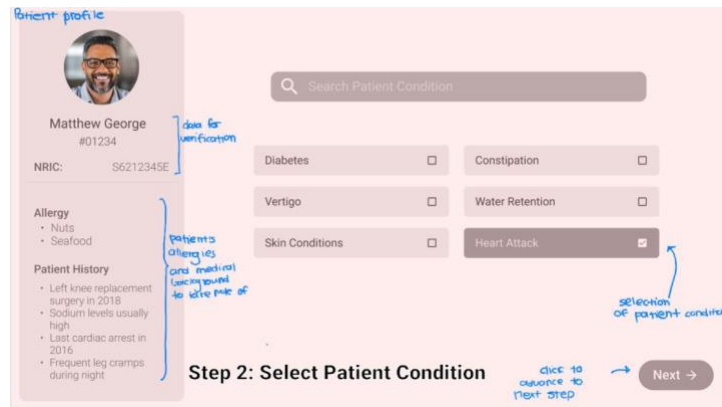 Patient profile
Matthew George
#01234
NRIC: S6212345E
data for
verification
Allergy
• Nuts
• Seafood
Patient History
• Left knee replacement
surgery in 2018
• Sodium levels usually
high
• Last cardiac arrest in
2016
• Frequent leg cramps
during night
patients
allergies
and medical
background
to take note of
Search Patient Condition
Diabetes
Constipation
Vertigo
Water Retention
Skin Conditions
Heart Attack
selection
of patient condition
Step 2: Select Patient Condition
click to
advance to
next step
Next →